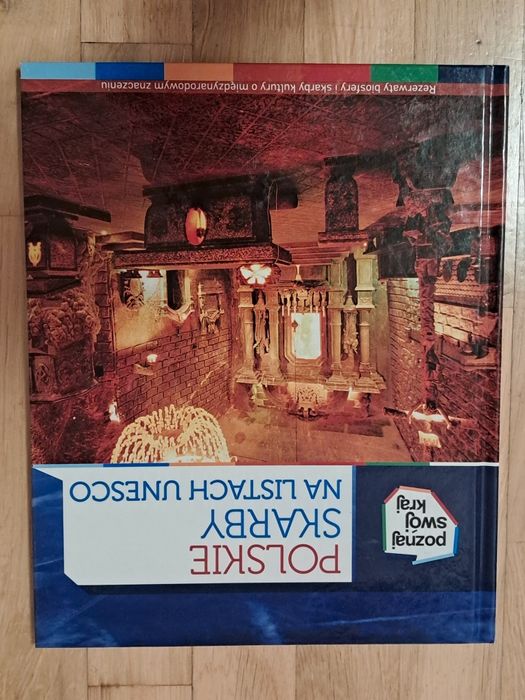 poznaj
swój
kraj
POLSKIE
SKARBY
NA LISTACH UNESCO
Rezerwaty biosfery i skarby kultury o międzynarodowym znaczeniu